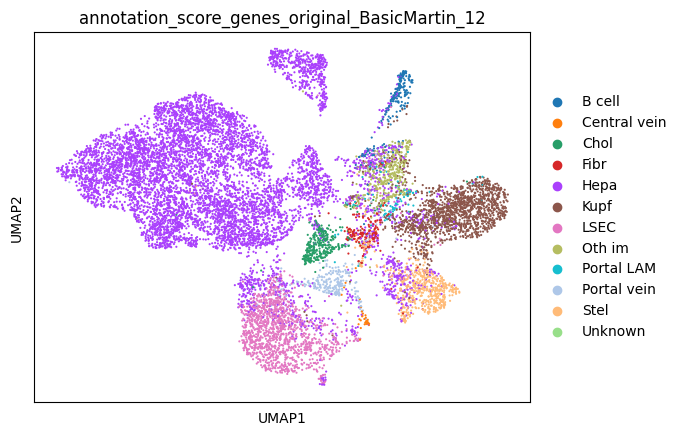 annotation_score_genes_original_BasicMartin_12
UMAP2
UMAP1
B cell
Central vein
Chol
Fibr
Hepa
Kupf
LSEC
Oth im
Portal LAM
Portal vein
Stel
Unknown